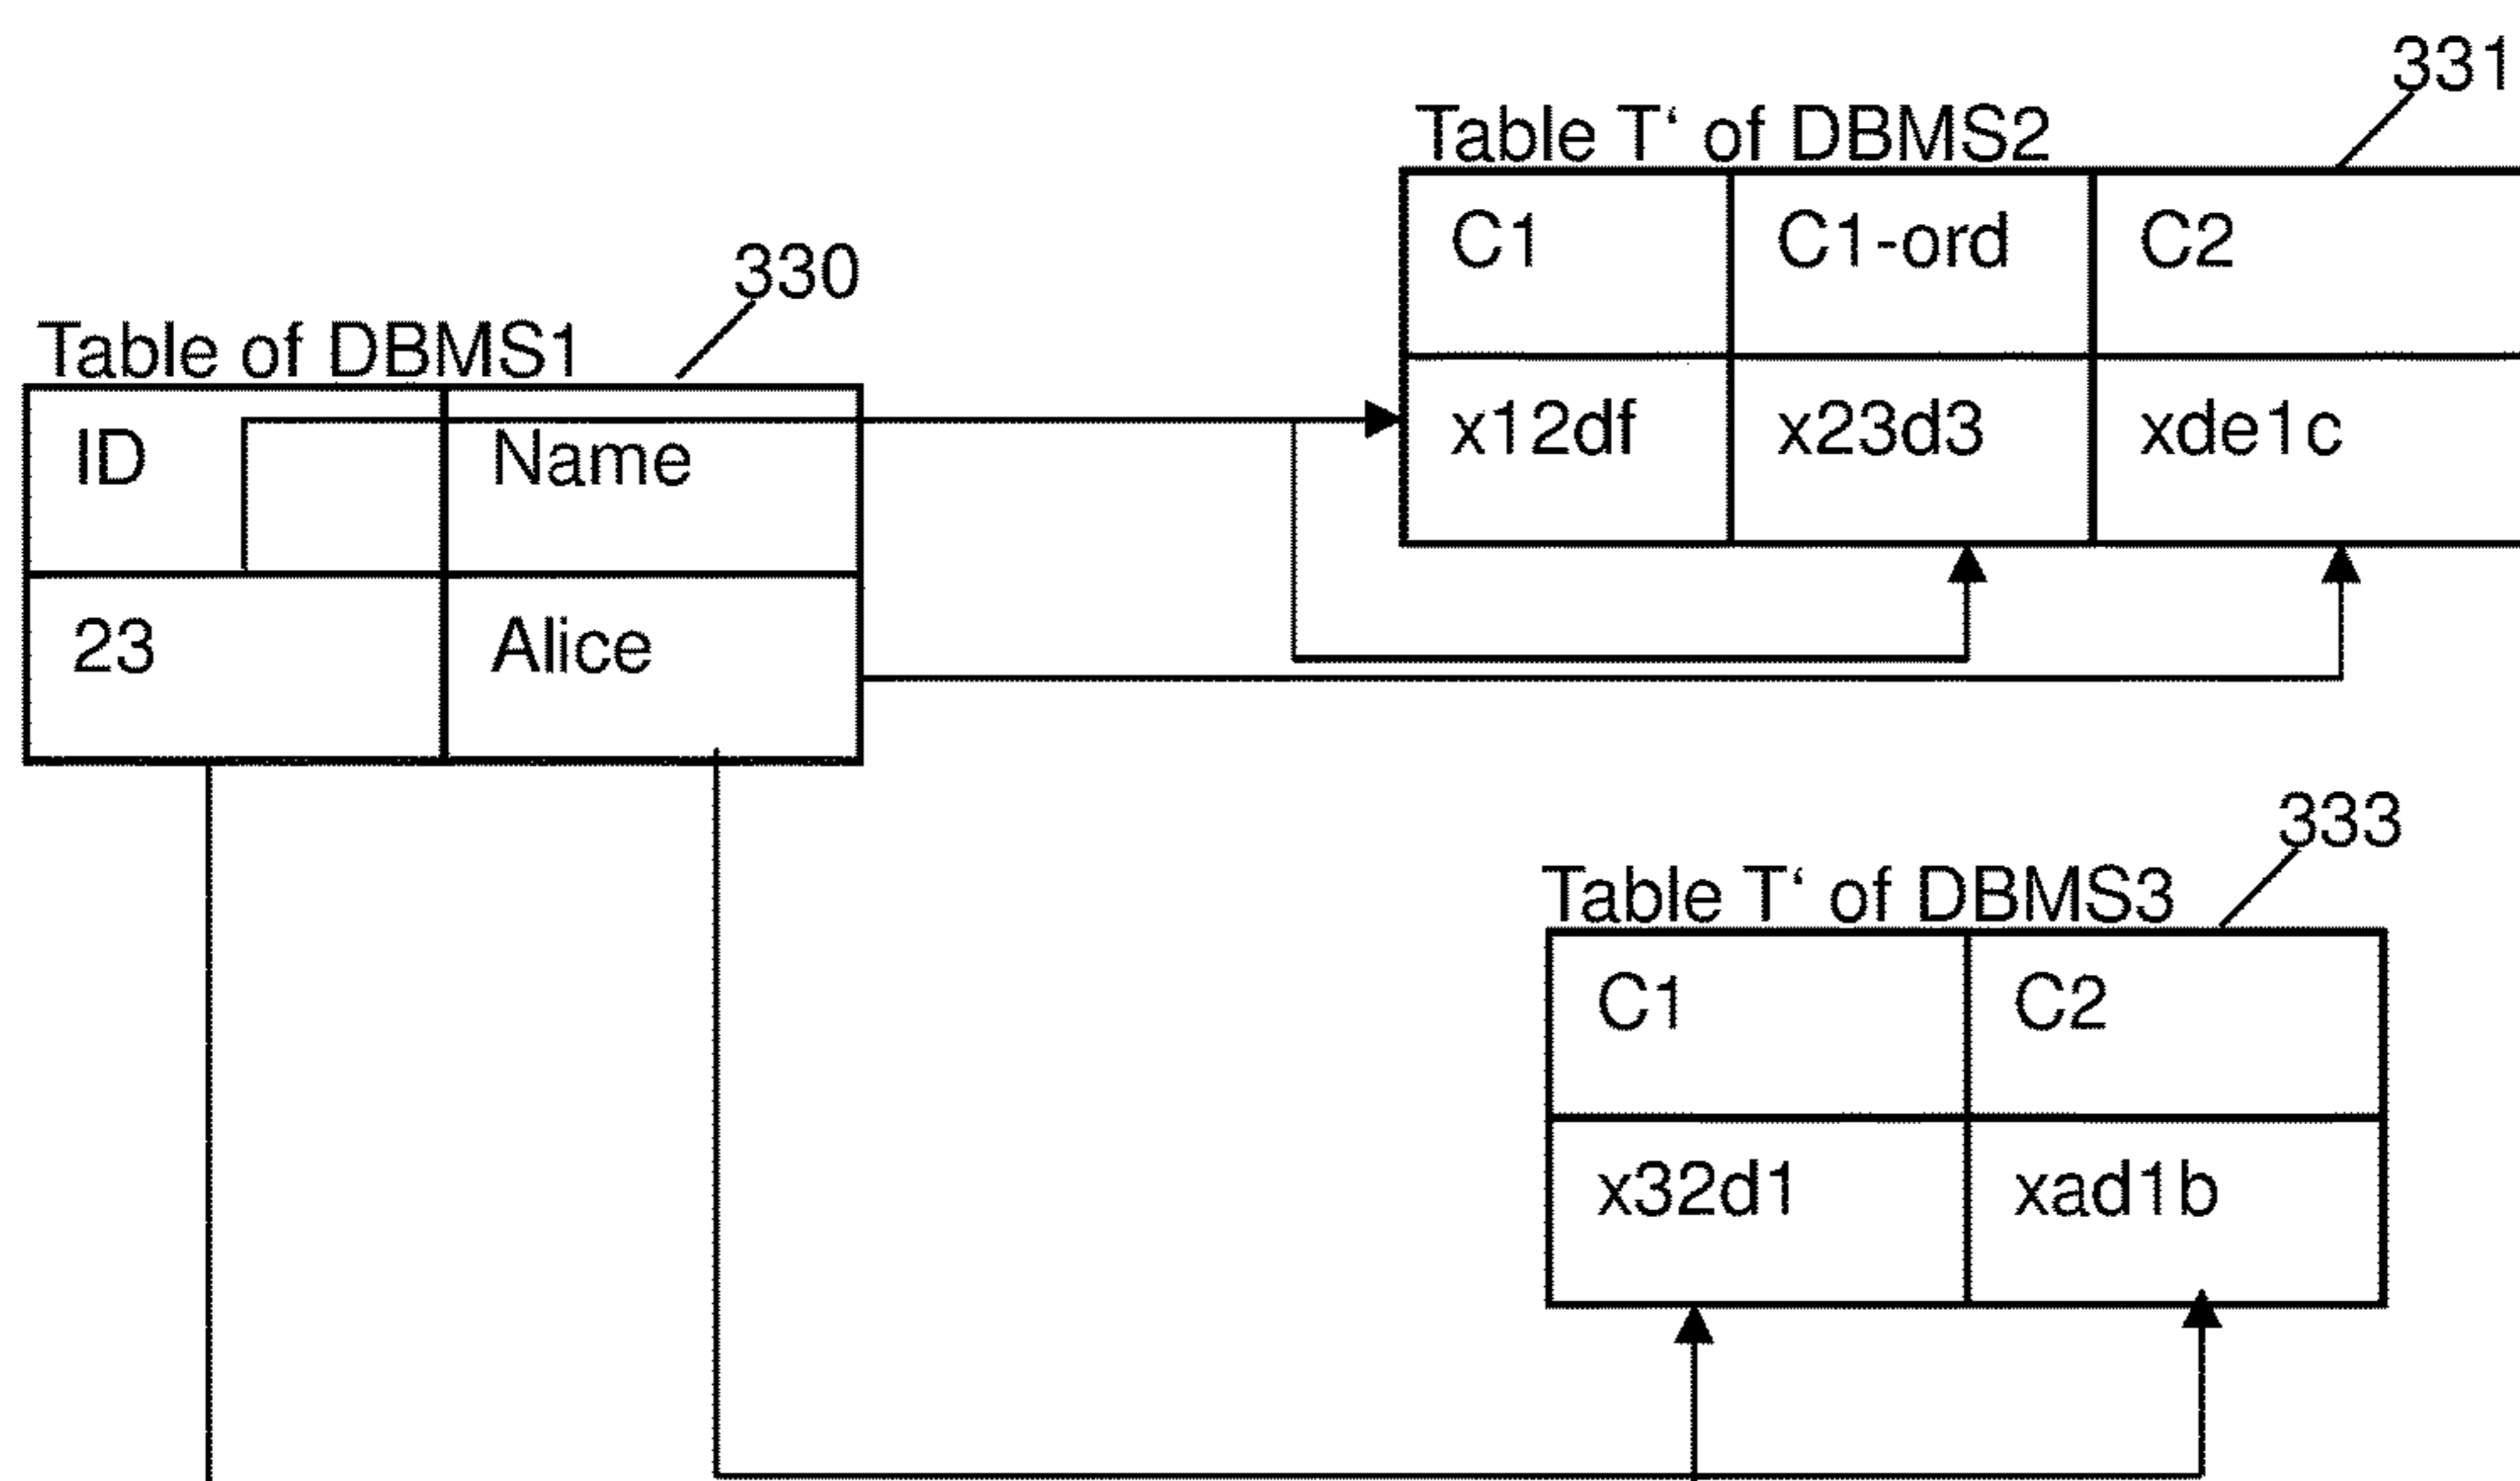 331
Table T‘ of DBMS2
C1 C1-ord C2
x12df x23d3 xde1c
330
Table of DBMS1
ID Name
23 Alice
333
Table T‘ of DBMS3
C1 C2
x32d1 xad1b